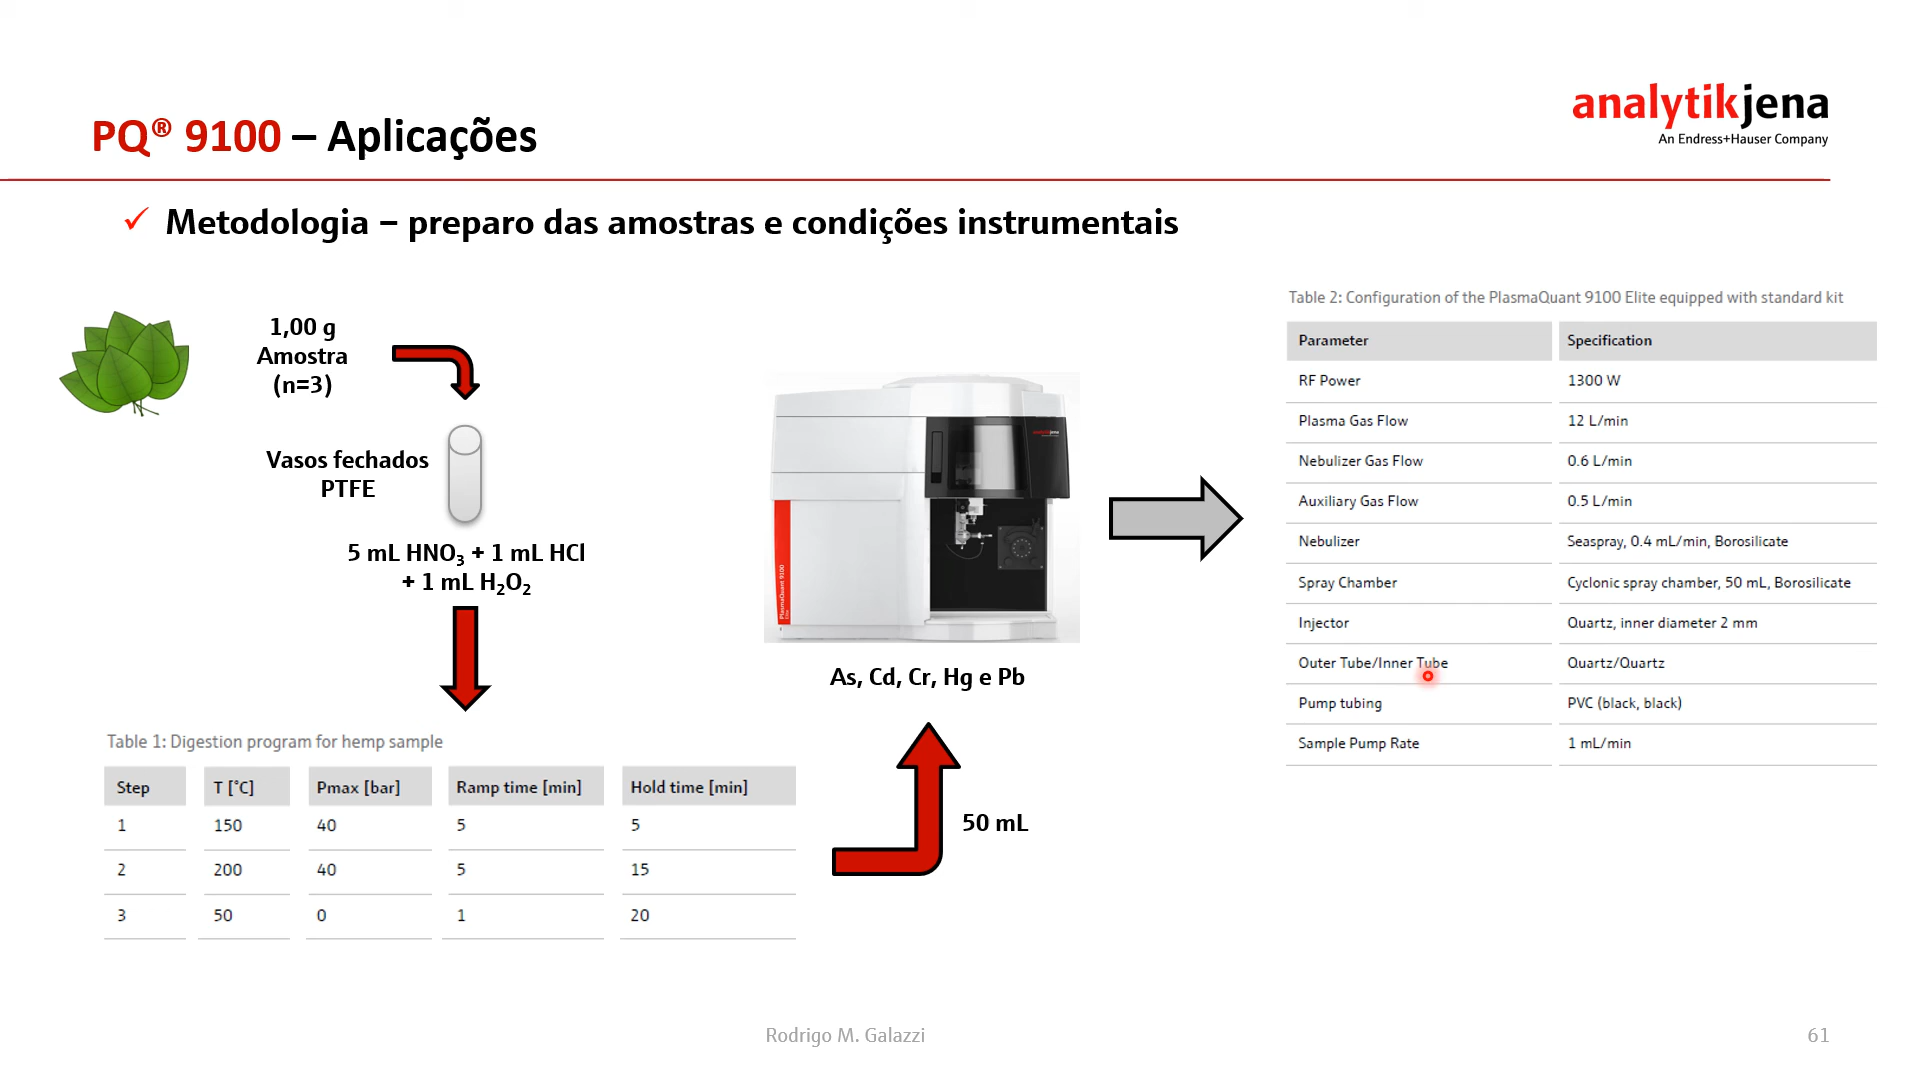 analytikjena
An Endress+Hauser Company
PQ® 9100 – Aplicações
✓ Metodologia – preparo das amostras e condições instrumentais
1,00 g
Amostra
(n=3)
Vasos fechados
PTFE
5 mL HNO₃ + 1 mL HCl
+ 1 mL H₂O₂
Table 1: Digestion program for hemp sample
Step T [°C] Pmax [bar] Ramp time [min] Hold time [min]
1 150 40 5 5
2 200 40 5 15
3 50 0 1 20
50 mL
analytikjena
PlasmaQuant 9100
Elite
As, Cd, Cr, Hg e Pb
Table 2: Configuration of the PlasmaQuant 9100 Elite equipped with standard kit
Parameter Specification
RF Power 1300 W
Plasma Gas Flow 12 L/min
Nebulizer Gas Flow 0.6 L/min
Auxiliary Gas Flow 0.5 L/min
Nebulizer Seaspray, 0.4 mL/min, Borosilicate
Spray Chamber Cyclonic spray chamber, 50 mL, Borosilicate
Injector Quartz, inner diameter 2 mm
Outer Tube/Inner Tube Quartz/Quartz
Pump tubing PVC (black, black)
Sample Pump Rate 1 mL/min
Rodrigo M. Galazzi
61